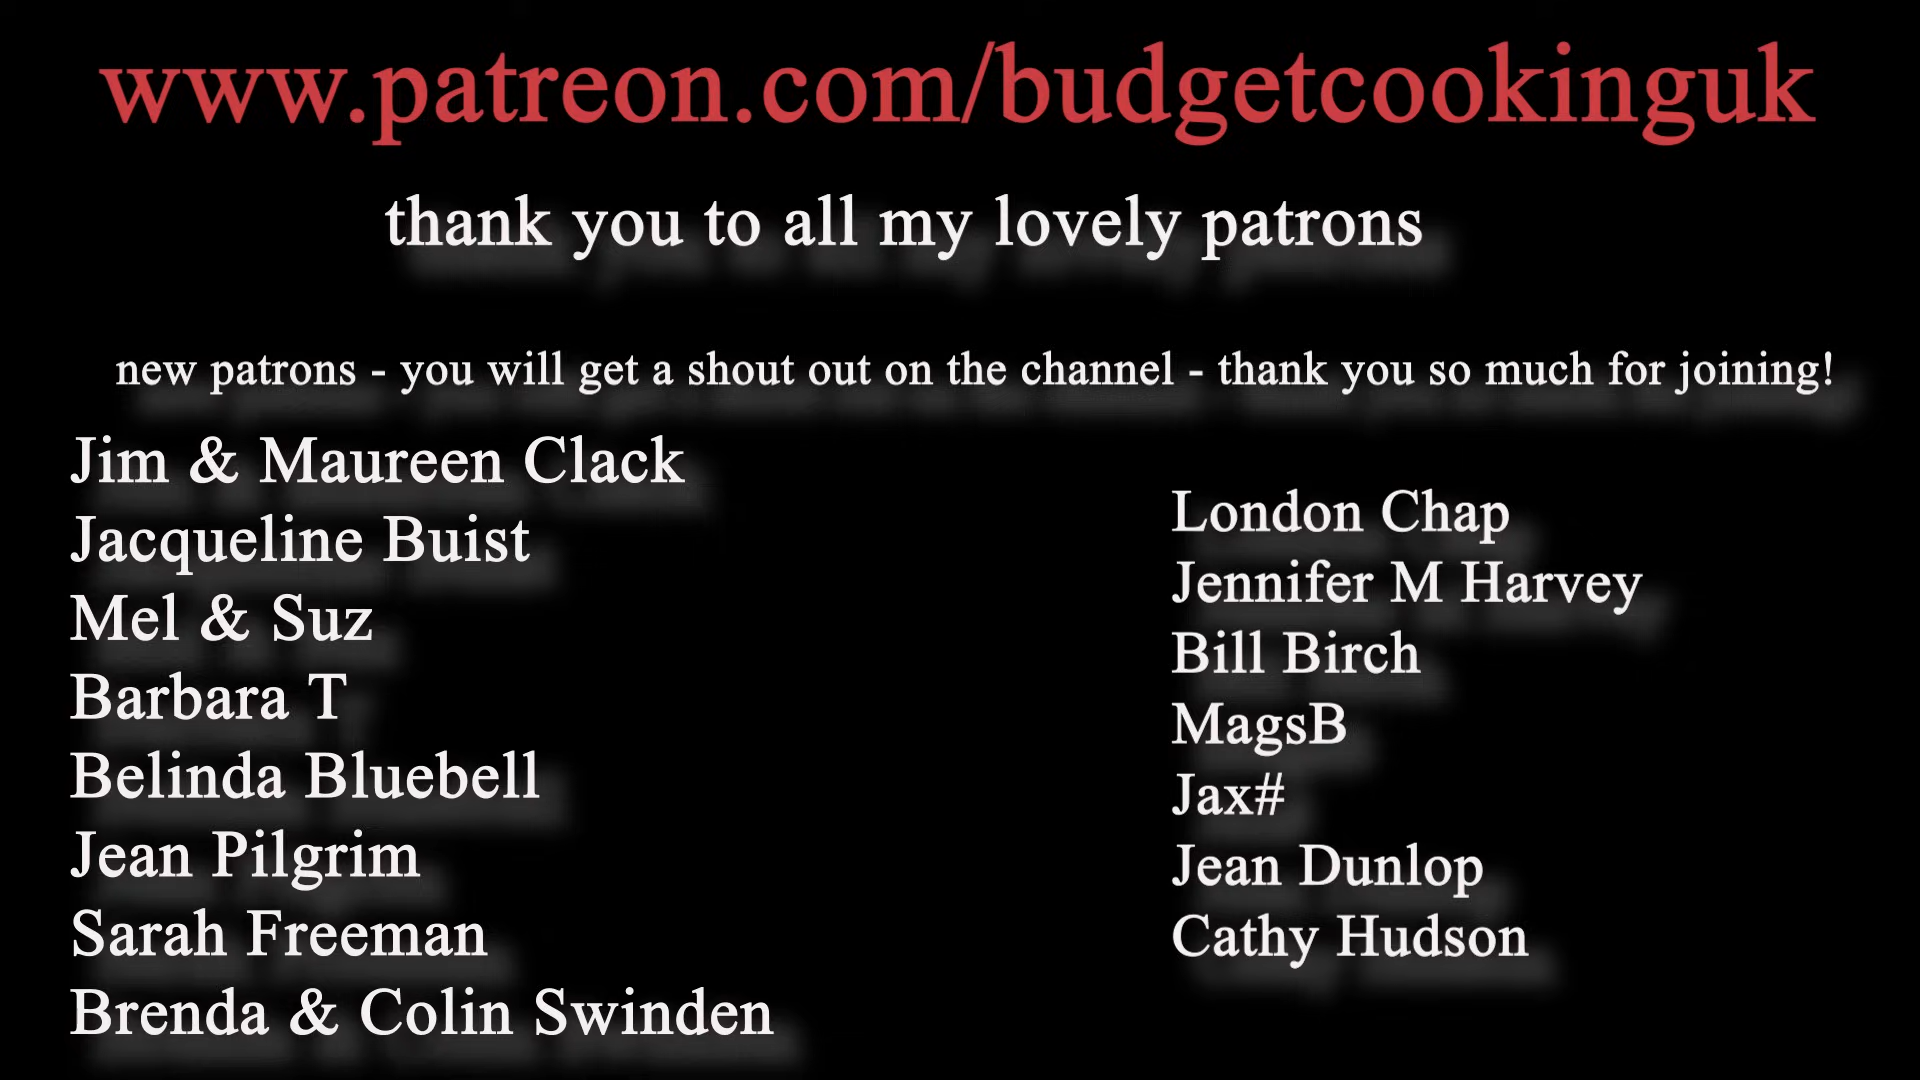 www.patreon.com/budgetcookinguk
thank you to all my lovely patrons
new patrons - you will get a shout out on the channel - thank you so much for joining!
Jim & Maureen Clack
Jacqueline Buist
Mel & Suz
Barbara T
Belinda Bluebell
Jean Pilgrim
Sarah Freeman
Brenda & Colin Swinden
London Chap
Jennifer M Harvey
Bill Birch
MagsB
Jax#
Jean Dunlop
Cathy Hudson